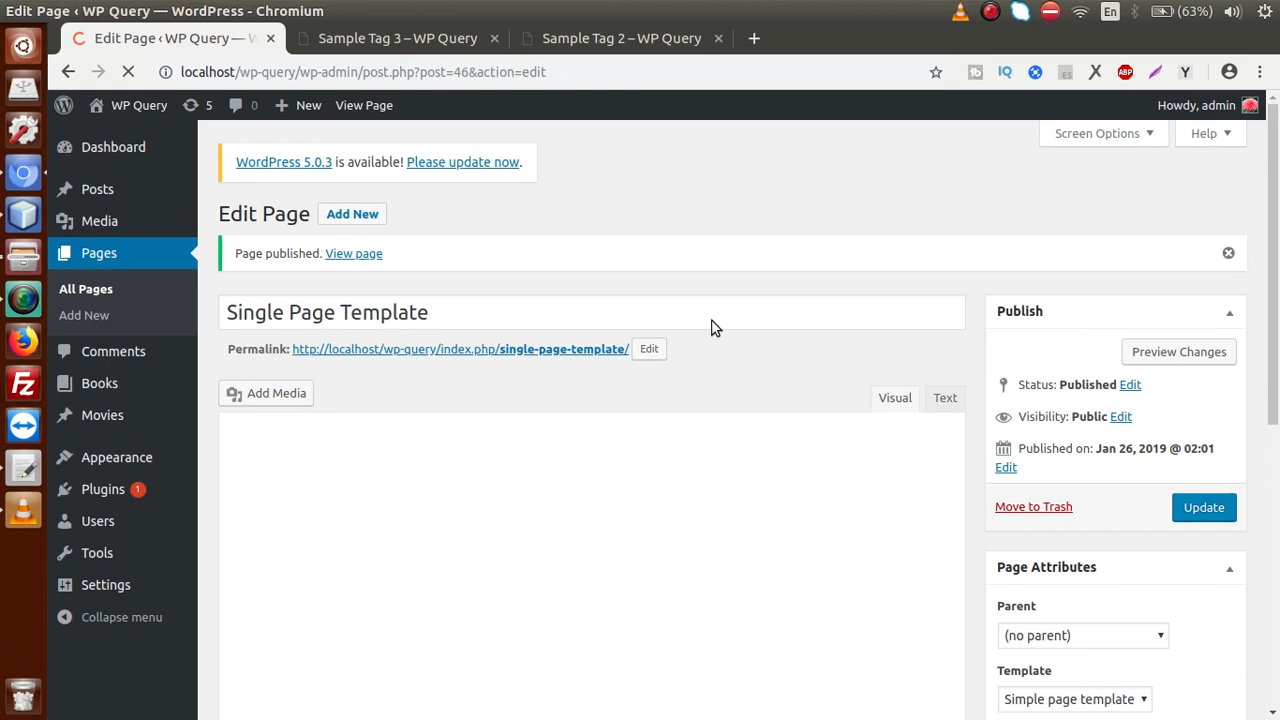 Edit Page ‹ WP Query — WordPress - Chromium
En
(63%)
Edit Page ‹ WP Query —
Sample Tag 3 – WP Query
Sample Tag 2 – WP Query
localhost/wp-query/wp-admin/post.php?post=46&action=edit
tb
IQ
ES
X
ABP
Y
WP Query
5
0
New
View Page
Howdy, admin
Dashboard
Posts
Media
Pages
All Pages
Add New
Comments
Books
Movies
Appearance
Plugins 1
Users
Tools
Settings
Collapse menu
Screen Options
Help
WordPress 5.0.3 is available! Please update now.
Edit Page
Add New
Page published. View page
Single Page Template
Permalink: http://localhost/wp-query/index.php/single-page-template/
Edit
Add Media
Visual
Text
Publish
Preview Changes
Status: Published Edit
Visibility: Public Edit
Published on: Jan 26, 2019 @ 02:01
Edit
Move to Trash
Update
Page Attributes
Parent
(no parent)
Template
Simple page template